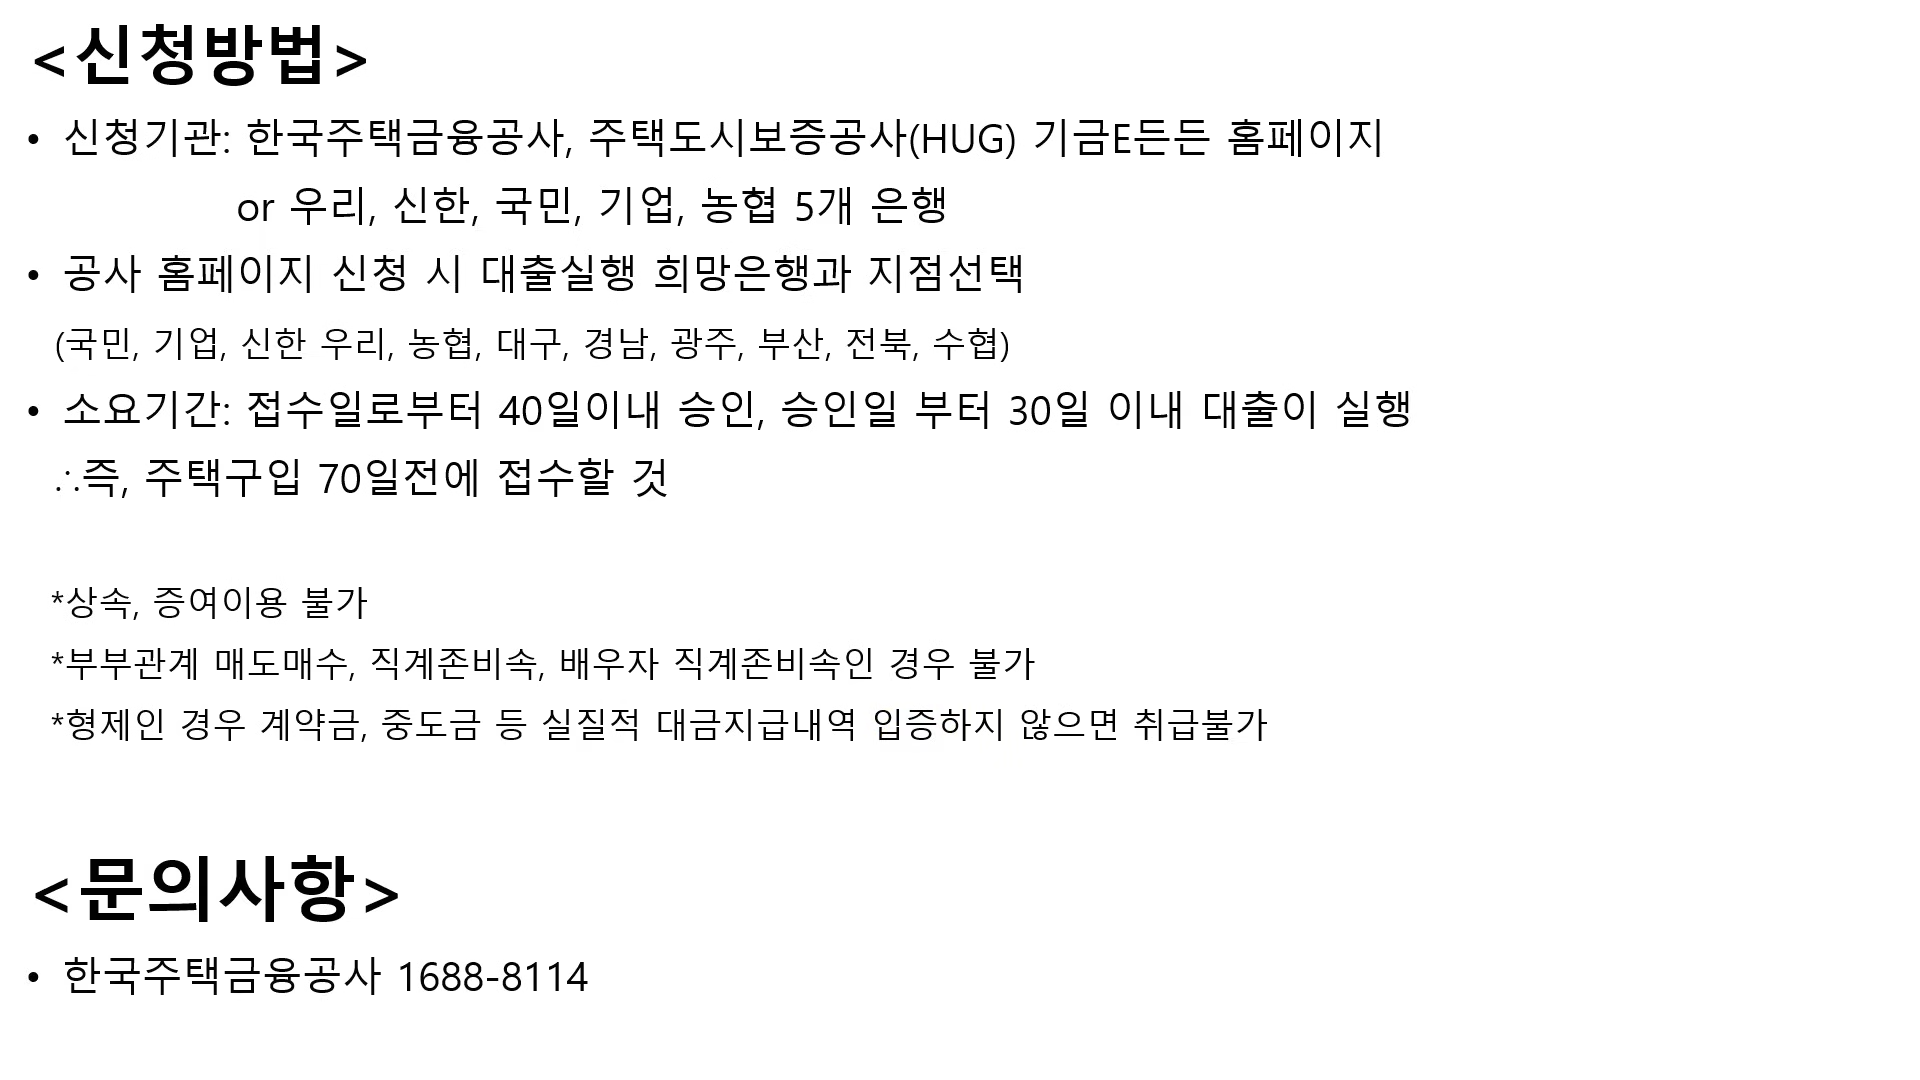 <신청방법>
• 신청기관: 한국주택금융공사, 주택도시보증공사(HUG) 기금E든든 홈페이지
or 우리, 신한, 국민, 기업, 농협 5개 은행
• 공사 홈페이지 신청 시 대출실행 희망은행과 지점선택
(국민, 기업, 신한 우리, 농협, 대구, 경남, 광주, 부산, 전북, 수협)
• 소요기간: 접수일로부터 40일이내 승인, 승인일 부터 30일 이내 대출이 실행
∴즉, 주택구입 70일전에 접수할 것
*상속, 증여이용 불가
*부부관계 매도매수, 직계존비속, 배우자 직계존비속인 경우 불가
*형제인 경우 계약금, 중도금 등 실질적 대금지급내역 입증하지 않으면 취급불가
<문의사항>
• 한국주택금융공사 1688-8114